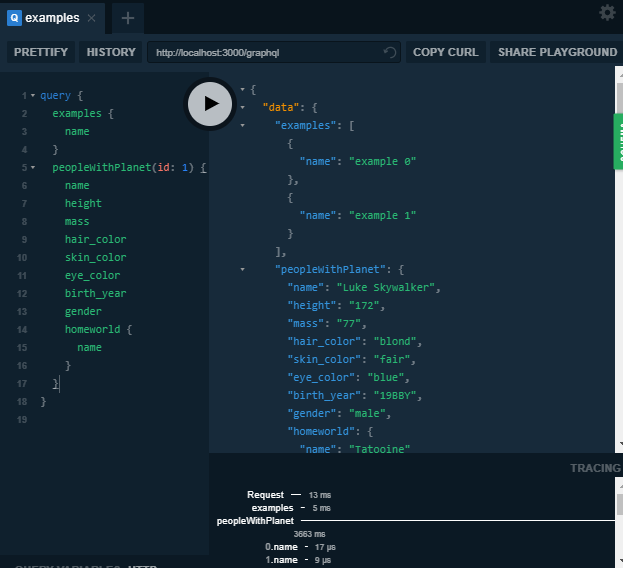 Q examples × +
PRETTIFY HISTORY http://localhost:3000/graphql COPY CURL SHARE PLAYGROUND
1 query {
2 examples {
3 name
4 }
5 peopleWithPlanet(id: 1) {
6 name
7 height
8 mass
9 hair_color
10 skin_color
11 eye_color
12 birth_year
13 gender
14 homeworld {
15 name
16 }
17 }
18 }
19
{
"data": {
"examples": [
{
"name": "example 0"
},
{
"name": "example 1"
}
],
"peopleWithPlanet": {
"name": "Luke Skywalker",
"height": "172",
"mass": "77",
"hair_color": "blond",
"skin_color": "fair",
"eye_color": "blue",
"birth_year": "19BBY",
"gender": "male",
"homeworld": {
"name": "Tatooine"
SCHEMA
TRACING
Request 13 ms
examples 5 ms
peopleWithPlanet
3663 ms
0.name 17 µs
1.name 9 µs
QUERY VARIABLES HTTP